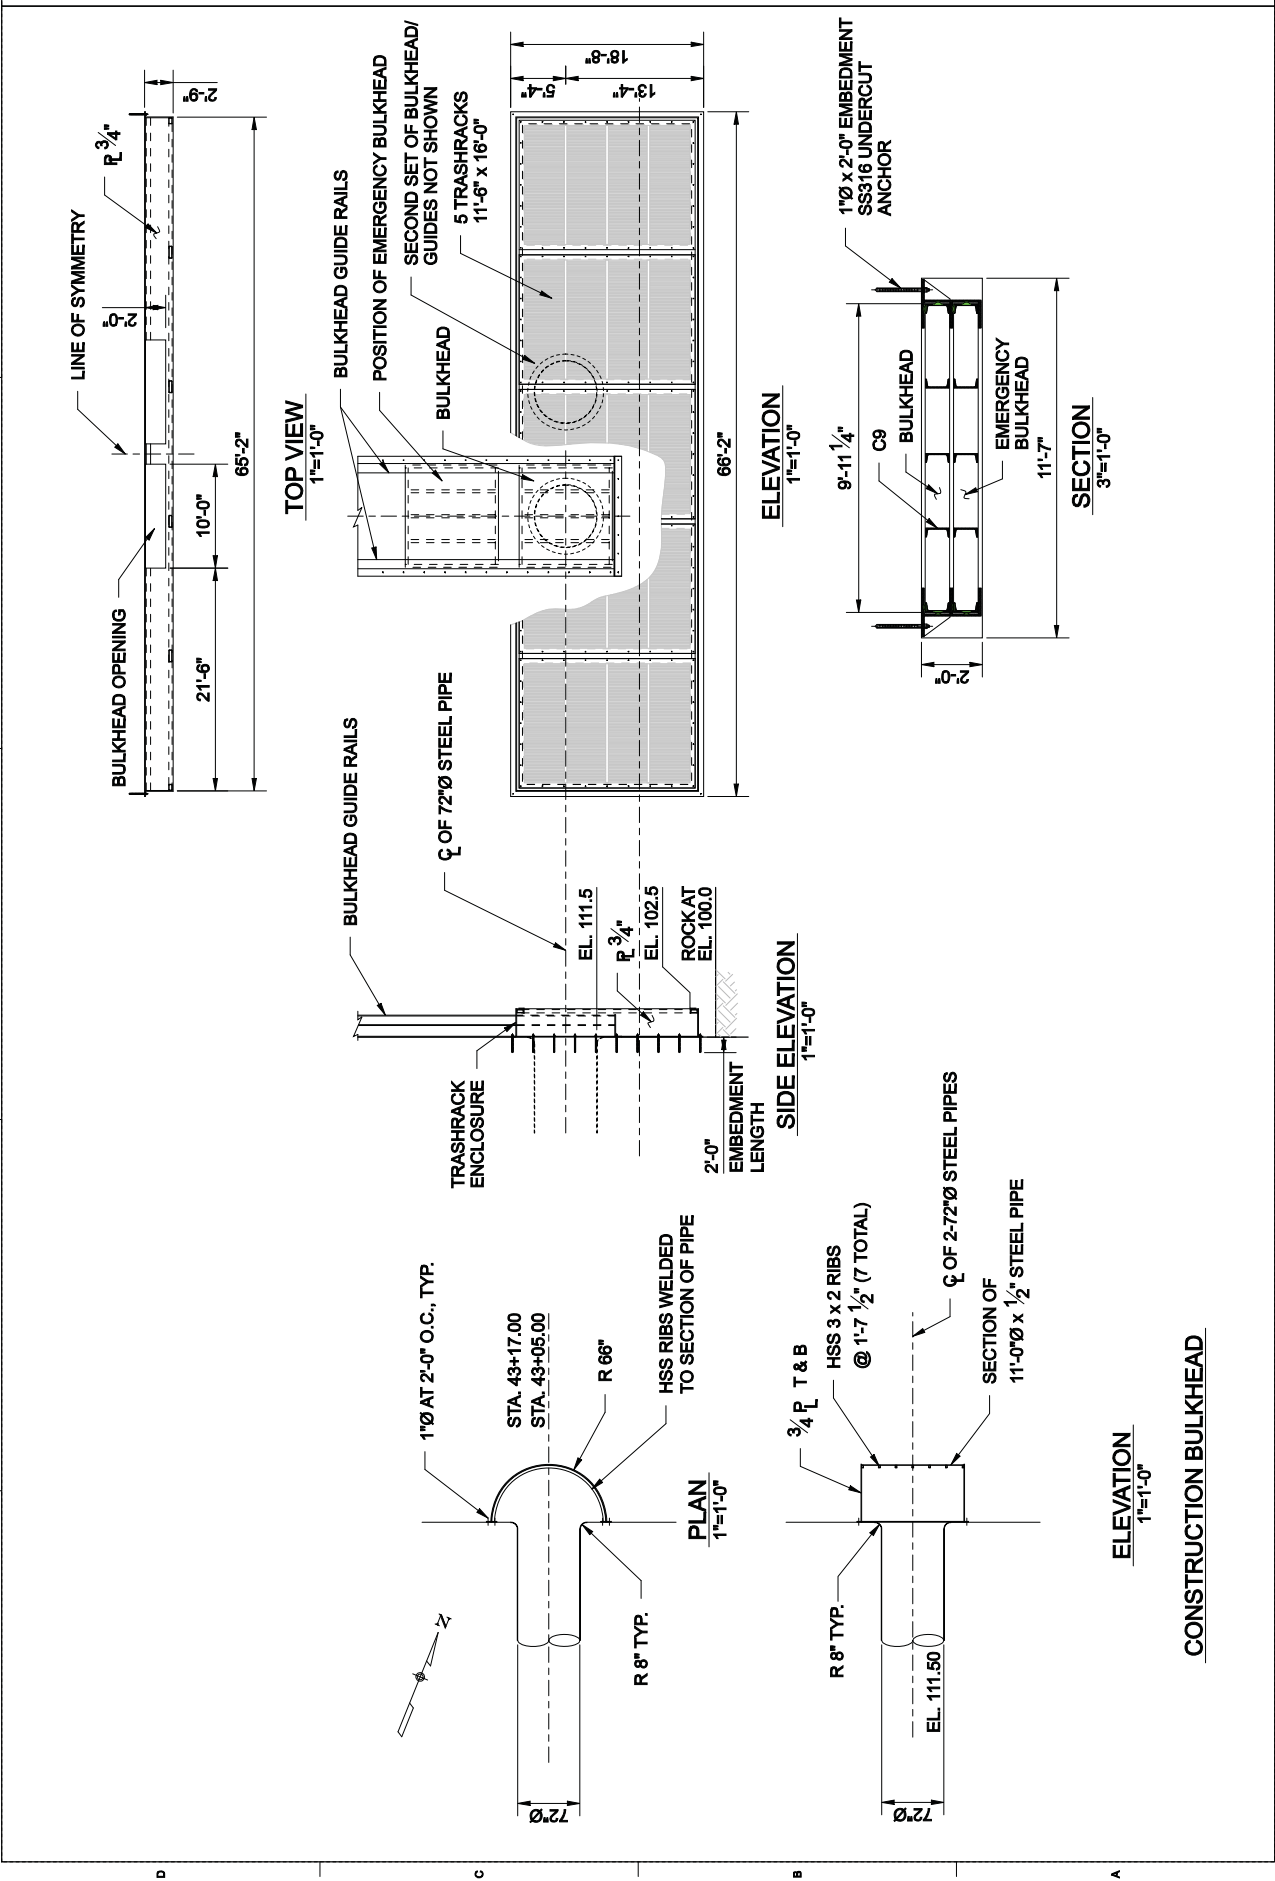 LINE OF SYMMETRY
P
L
3/4"
2'-9"
2'-0"
BULKHEAD OPENING
21'-6"
10'-0"
65'-2"
TOP VIEW
1"=1'-0"
BULKHEAD GUIDE RAILS
POSITION OF EMERGENCY BULKHEAD
SECOND SET OF BULKHEAD/
GUIDES NOT SHOWN
5 TRASHRACKS
11'-6" x 16'-0"
BULKHEAD
5'-4"
13'-4"
18'-8"
66'-2"
ELEVATION
1"=1'-0"
BULKHEAD GUIDE RAILS
C
L
OF 72"Ø STEEL PIPE
TRASHRACK
ENCLOSURE
EL. 111.5
P
L
3/4"
EL. 102.5
ROCK AT
EL. 100.0
2'-0"
EMBEDMENT
LENGTH
SIDE ELEVATION
1"=1'-0"
1"Ø x 2'-0" EMBEDMENT
SS316 UNDERCUT
ANCHOR
9'-11 1/4"
C9
BULKHEAD
EMERGENCY
BULKHEAD
2'-0"
11'-7"
SECTION
3"=1'-0"
N
1"Ø AT 2'-0" O.C., TYP.
STA. 43+17.00
STA. 43+05.00
R 66"
HSS RIBS WELDED
TO SECTION OF PIPE
R 8" TYP.
72"Ø
PLAN
1"=1'-0"
3/4 P
L
T & B
HSS 3 x 2 RIBS
@ 1'-7 1/2" (7 TOTAL)
C
L
OF 2-72"Ø STEEL PIPES
SECTION OF
11'-0"Ø x 1/2" STEEL PIPE
R 8" TYP.
EL. 111.50
72"Ø
ELEVATION
1"=1'-0"
CONSTRUCTION BULKHEAD
D
C
B
A